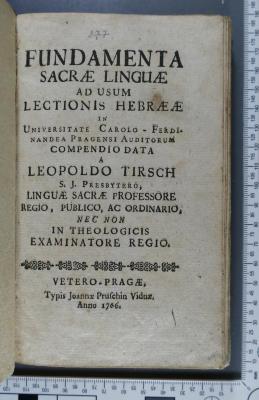 277
FUNDAMENTA
SACRÆ LINGUÆ
AD USUM
LECTIONIS HEBRÆÆ
IN
UNIVERSITATE CAROLO-FERDI-
NANDEA PRAGENSI AUDITORUM
COMPENDIO DATA
A
LEOPOLDO TIRSCH
S. J. PRESBYTERO,
LINGUÆ SACRÆ PROFESSORE
REGIO, PUBLICO, AC ORDINARIO,
NEC NON
IN THEOLOGICIS
EXAMINATORE REGIO.
VETERO-PRAGÆ,
Typis Joannæ Pruschin Viduæ.
Anno 1766.